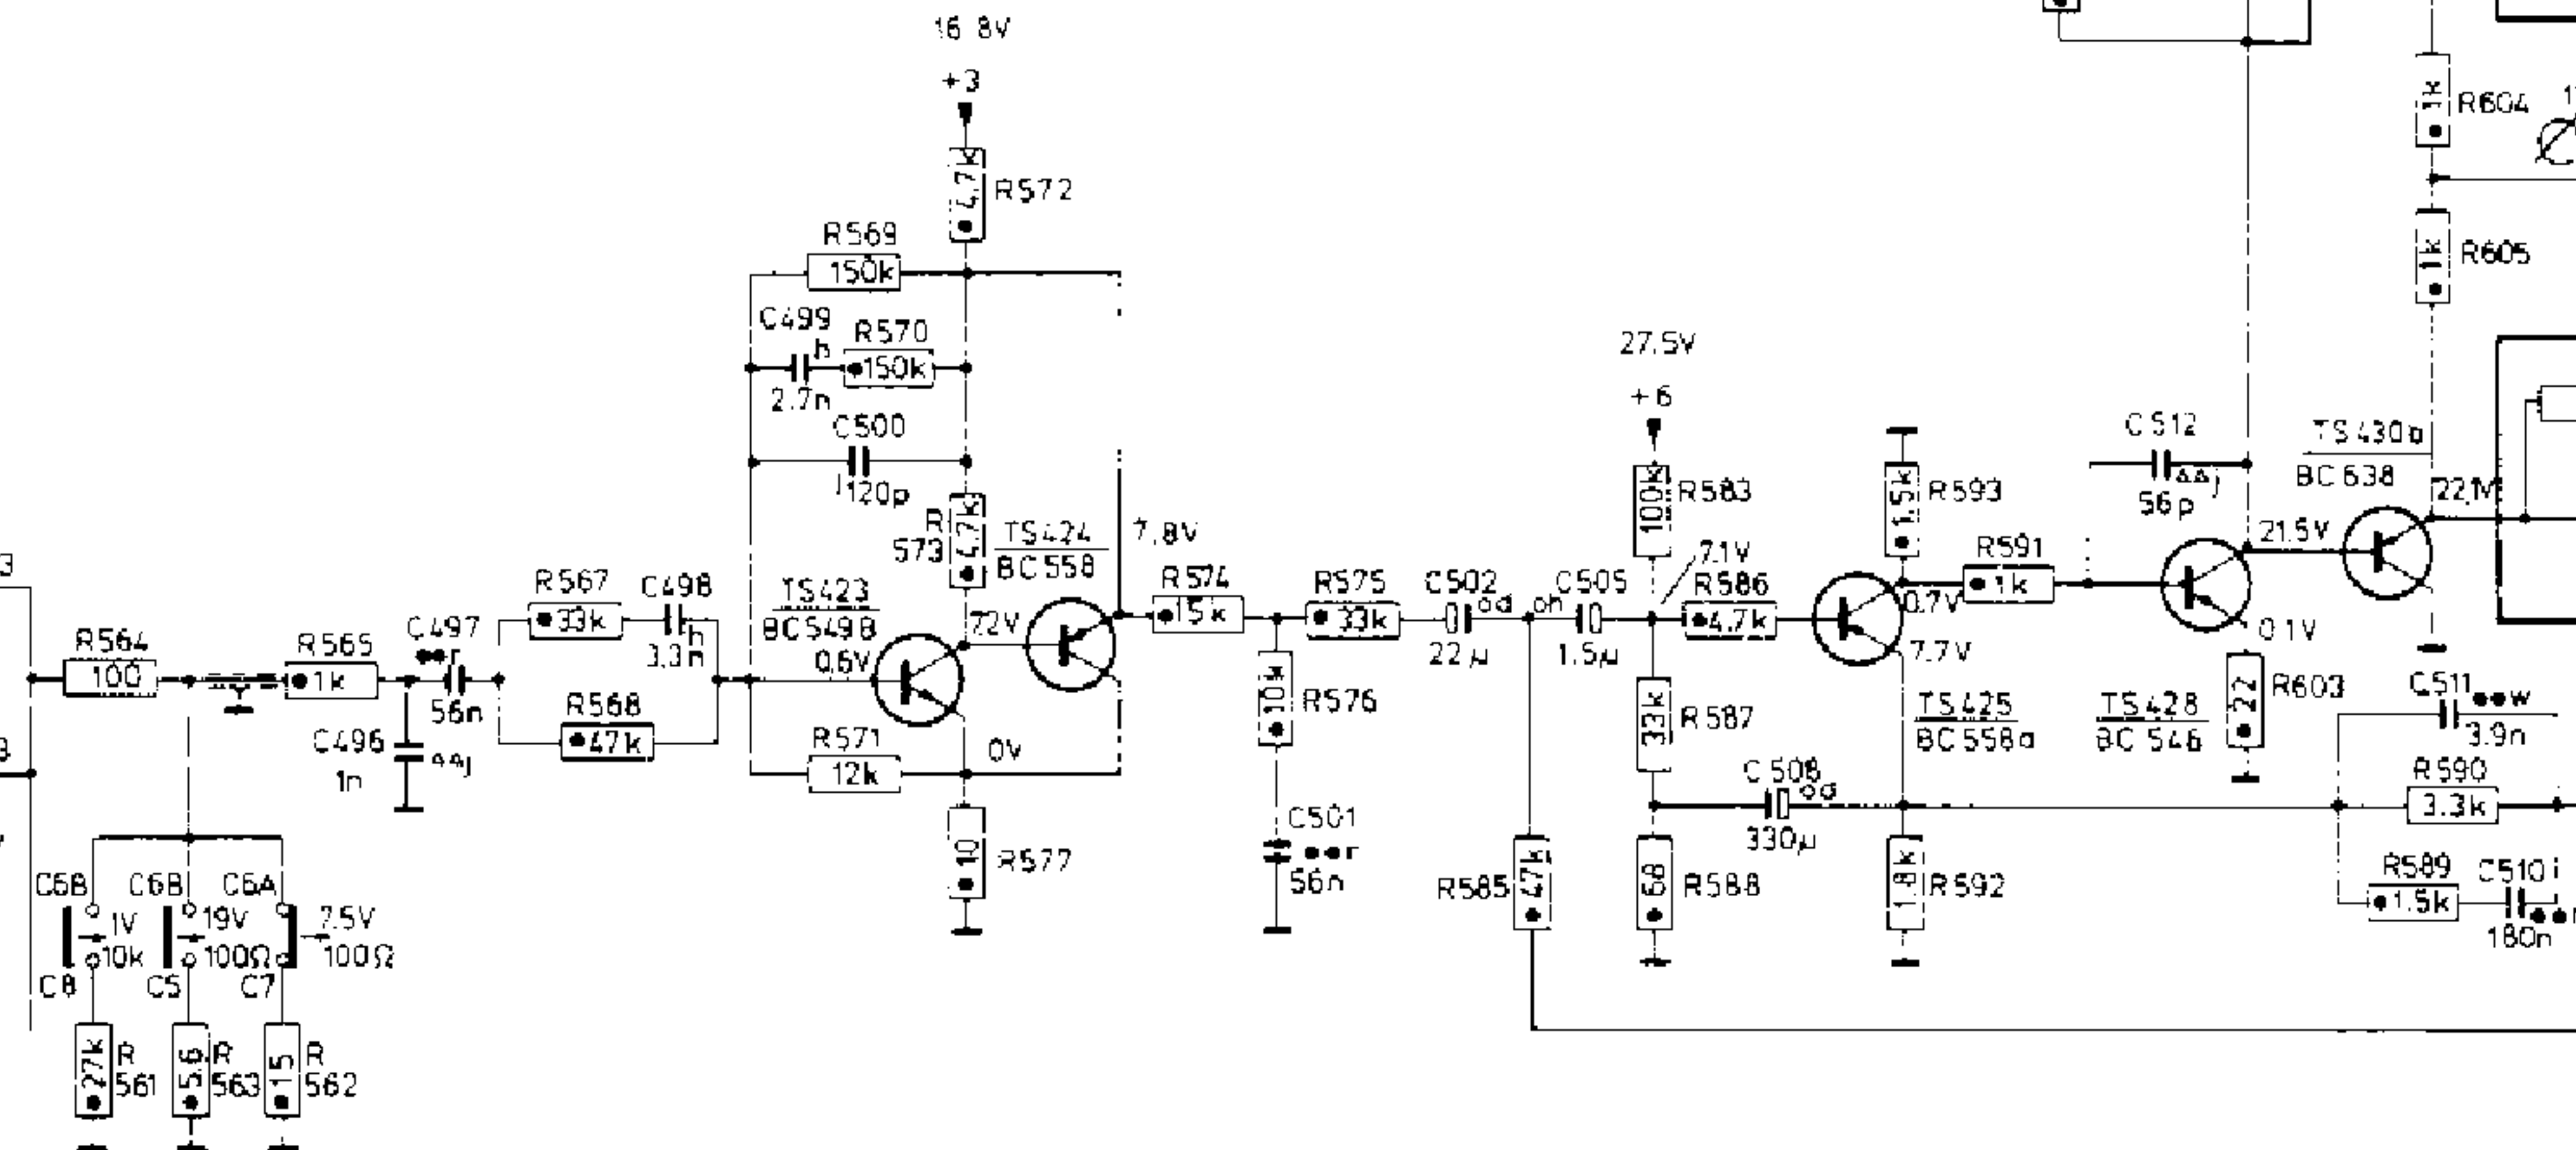 16 8V
+3
4.7k
R572
R569
150k
C499
h
R570
150k
2.7n
C500
j
120p
R
573
4.7k
TS424
BC558
7.8V
R567
33k
C498
h
3.3n
TS423
BC549B
0.6V
72V
R574
15k
R575
33k
C502
od
22µ
oh
C505
1.5µ
27.5V
+6
100k
R583
7.1V
R586
4.7k
1.5k
R593
R591
1k
0.7V
7.7V
C512
56p
j
TS430a
BC638
22.1V
21.5V
1k
R604
1k
R605
0.1V
22
R603
TS425
BC558a
TS428
BC546
C511
w
3.9n
R590
3.3k
R589
1.5k
C510
i
180n
3
R564
100
R565
1k
C497
r
56n
C496
1n
j
R568
47k
R571
12k
0V
10
R577
10k
R576
C501
r
56n
33k
R587
C508
od
330µ
R585
47k
68
R588
1.8k
R592
C6B
C6B
C6A
1V
10k
19V
100Ω
7.5V
100Ω
C8
C5
C7
27k
R
561
5.6
R
563
15
R
562